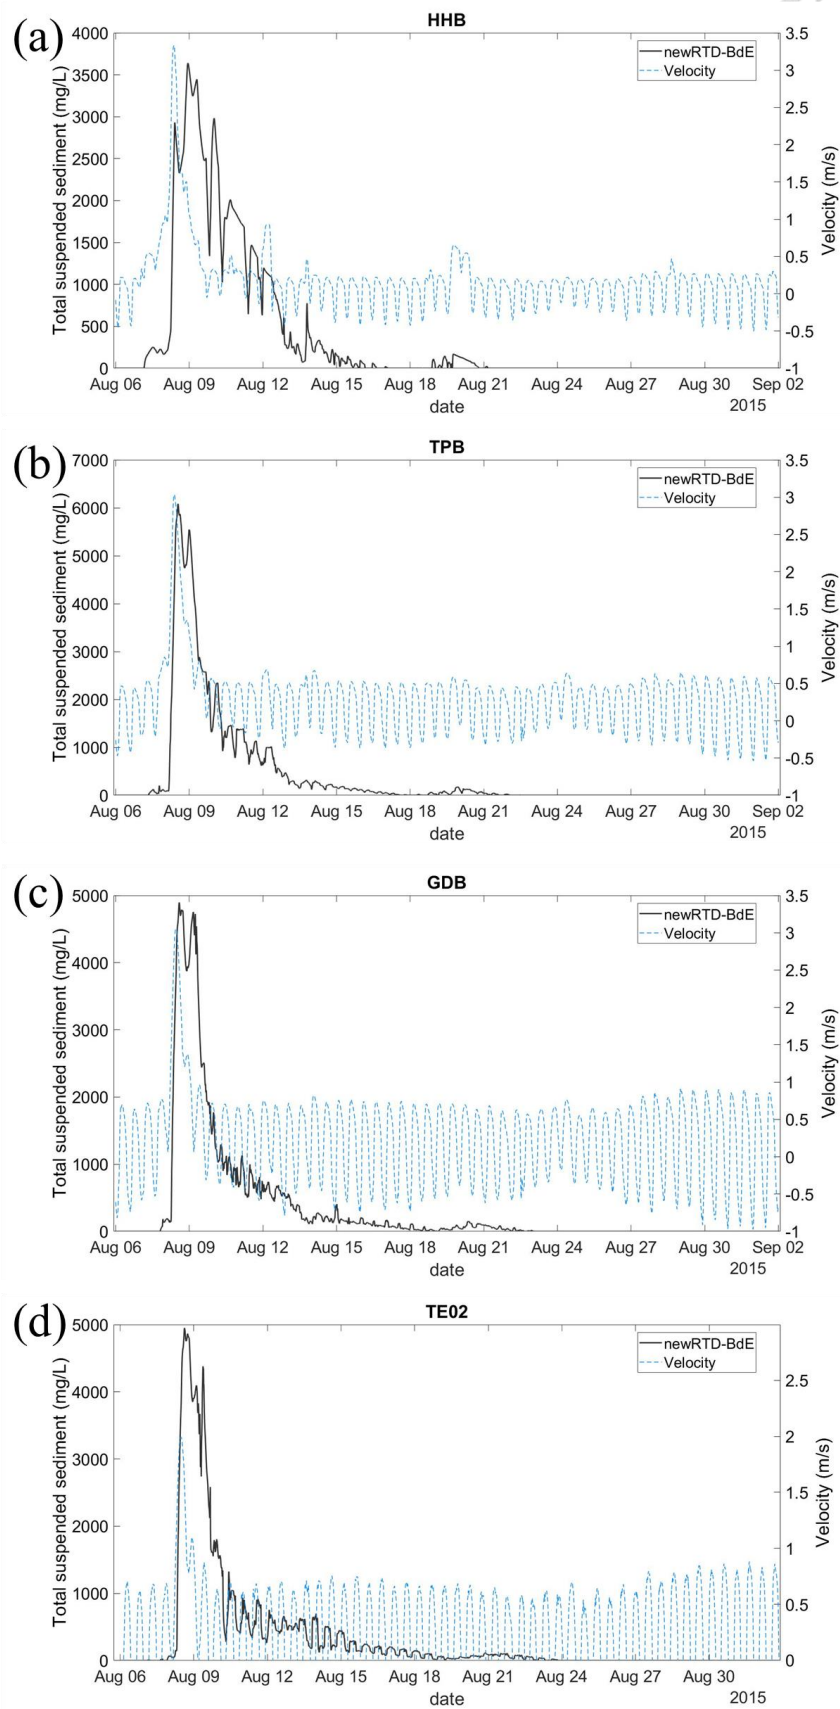 (a)
HHB
Total suspended sediment (mg/L)
4000
3500
3000
2500
2000
1500
1000
500
0
newRTD-BdE
Velocity
3.5
3
2.5
2
1.5
1
0.5
0
-0.5
-1
Velocity (m/s)
Aug 06 Aug 09 Aug 12 Aug 15 Aug 18 Aug 21 Aug 24 Aug 27 Aug 30 Sep 02
date
2015
(b)
TPB
Total suspended sediment (mg/L)
7000
6000
5000
4000
3000
2000
1000
0
newRTD-BdE
Velocity
3.5
3
2.5
2
1.5
1
0.5
0
-0.5
-1
Velocity (m/s)
Aug 06 Aug 09 Aug 12 Aug 15 Aug 18 Aug 21 Aug 24 Aug 27 Aug 30 Sep 02
date
2015
(c)
GDB
Total suspended sediment (mg/L)
5000
4000
3000
2000
1000
0
newRTD-BdE
Velocity
3.5
3
2.5
2
1.5
1
0.5
0
-0.5
-1
Velocity (m/s)
Aug 06 Aug 09 Aug 12 Aug 15 Aug 18 Aug 21 Aug 24 Aug 27 Aug 30 Sep 02
date
2015
(d)
TE02
Total suspended sediment (mg/L)
5000
4000
3000
2000
1000
0
newRTD-BdE
Velocity
2.5
2
1.5
1
0.5
0
Velocity (m/s)
Aug 06 Aug 09 Aug 12 Aug 15 Aug 18 Aug 21 Aug 24 Aug 27 Aug 30
date
2015